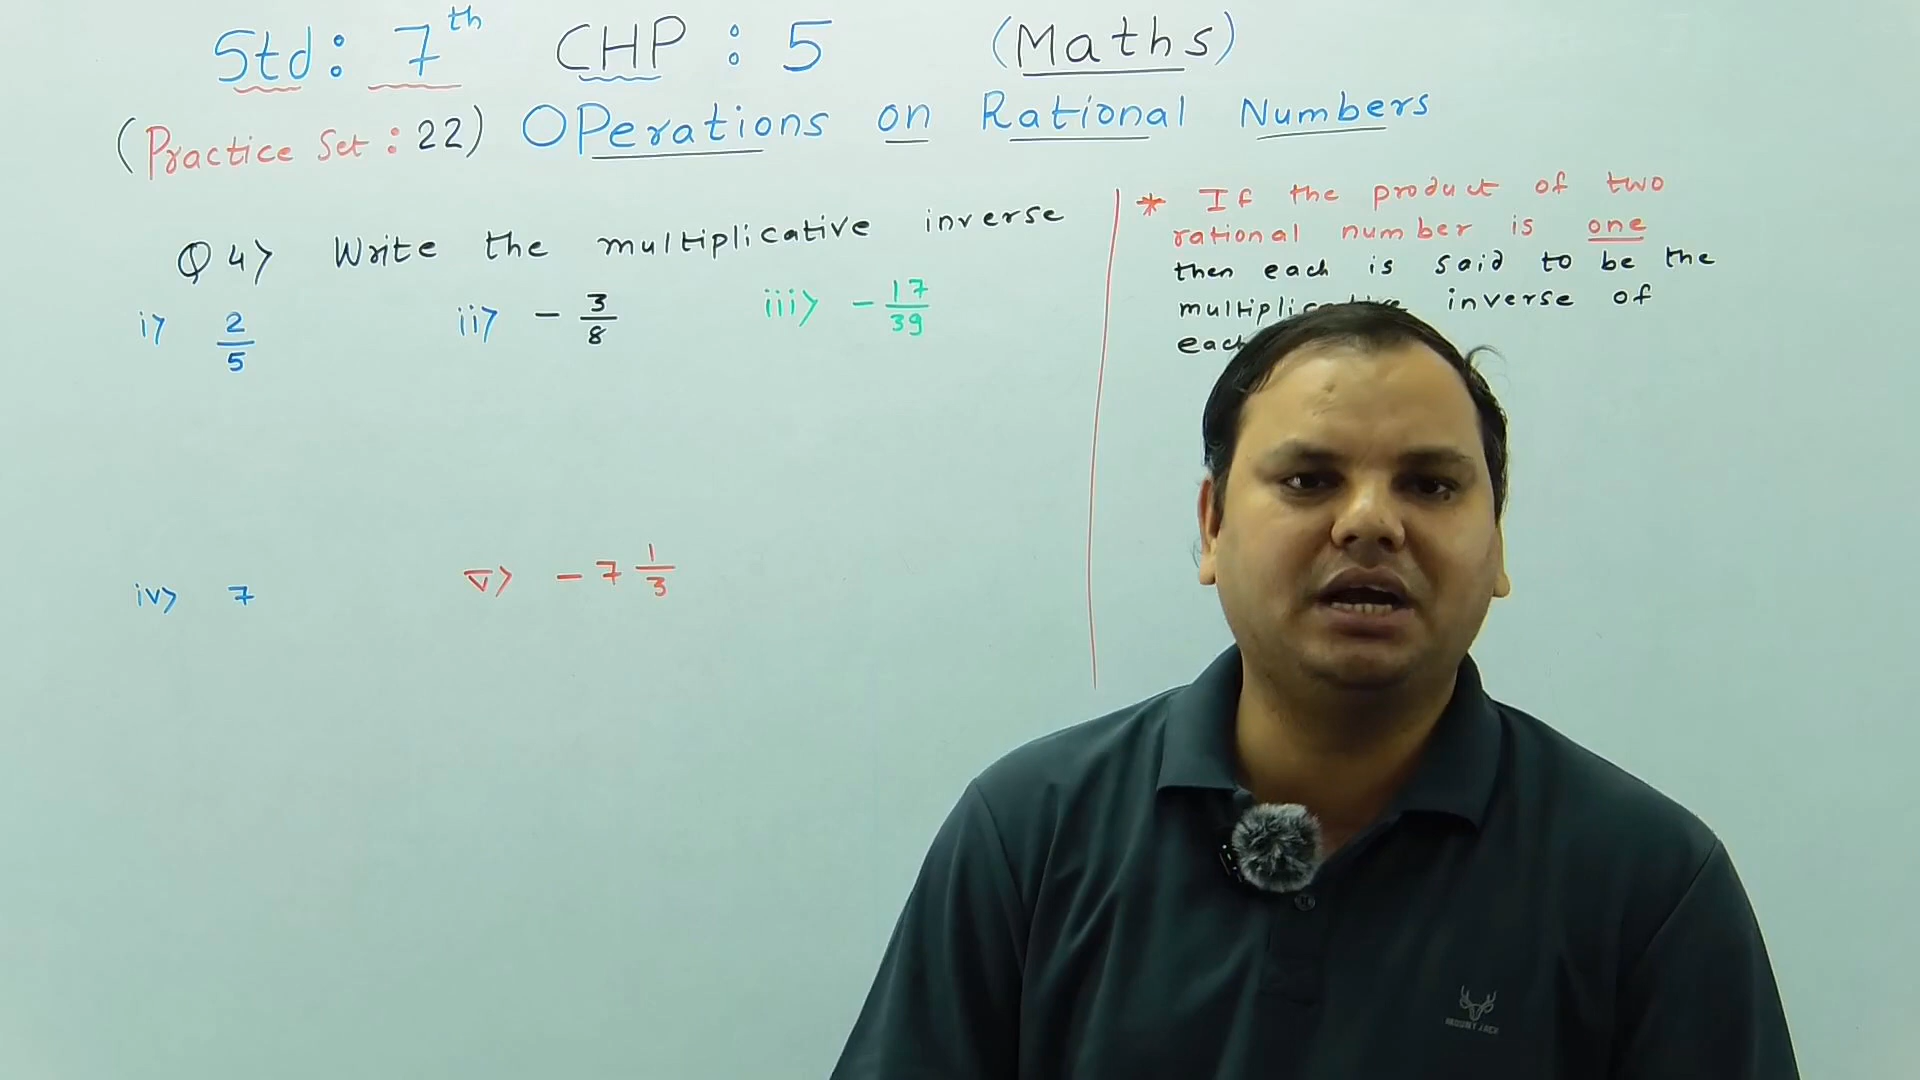 Std: 7th CHP : 5 (Maths)
(Practice Set : 22) OPerations on Rational Numbers
Q 4> Write the multiplicative inverse
i> 2/5 ii> - 3/8 iii> - 17/39
iv> 7 v> - 7 1/3
* If the product of two
rational number is one
then each is said to be the
inverse of
MOUNT JACK